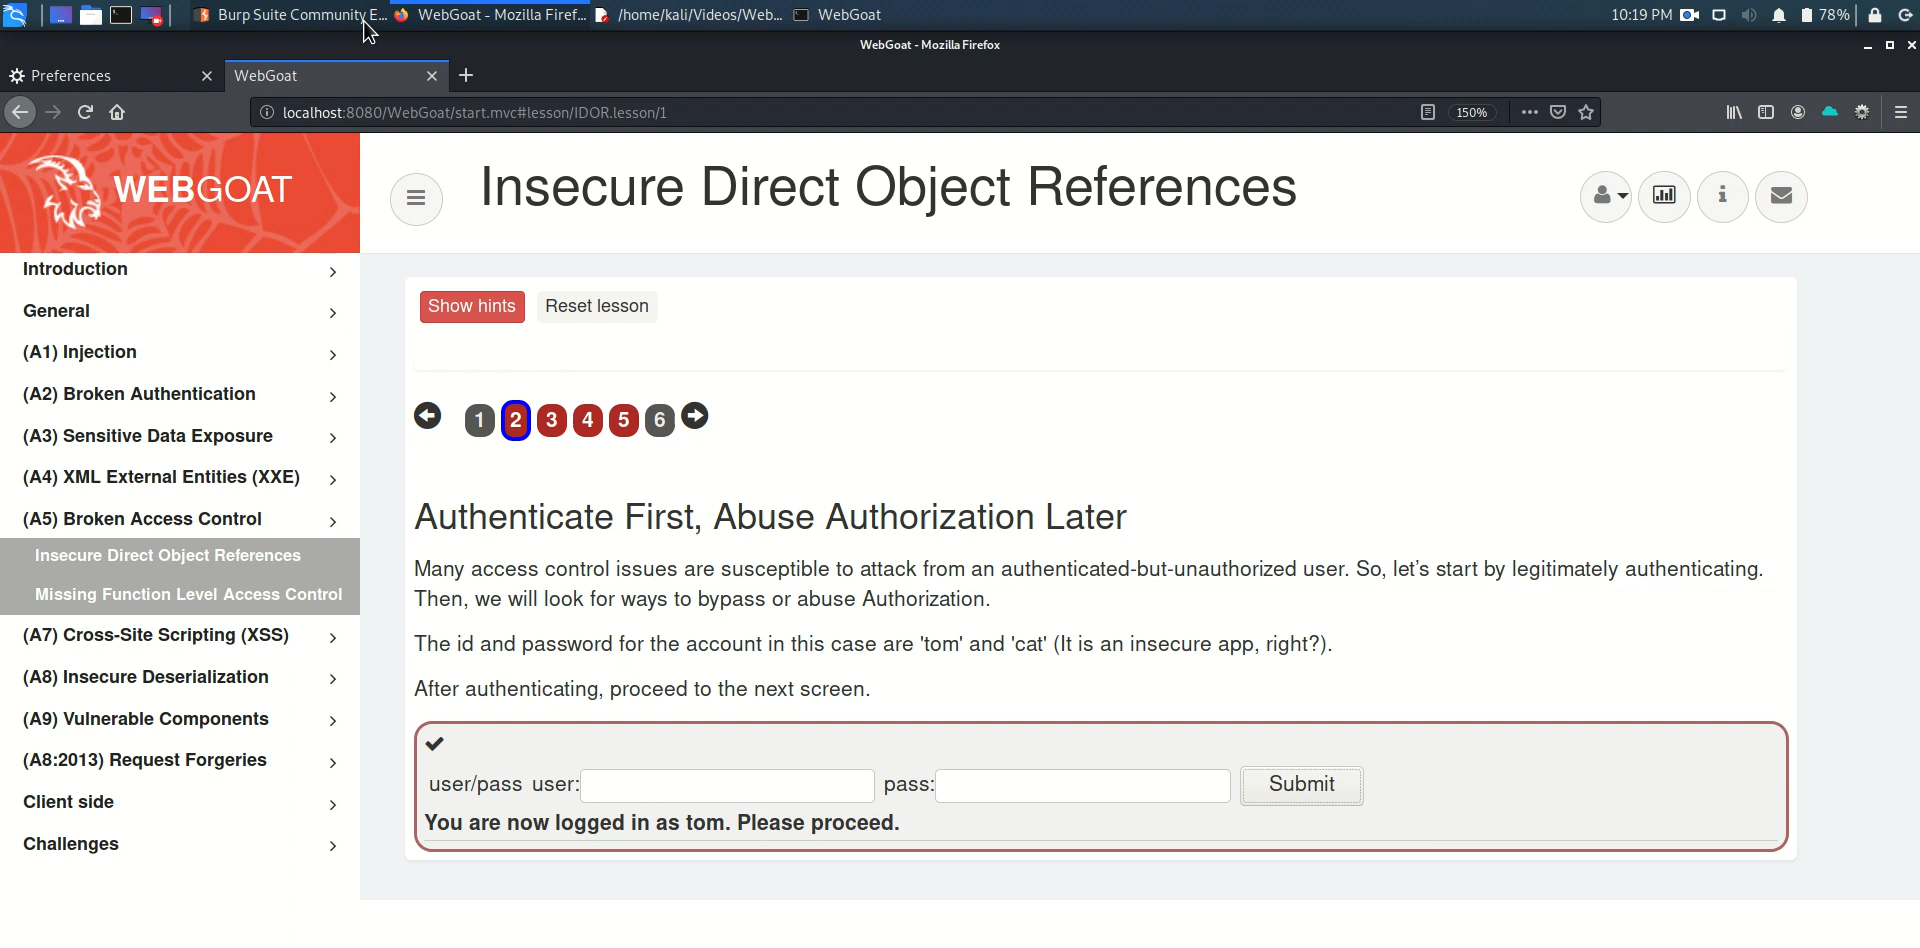 Burp Suite Community E... WebGoat - Mozilla Firef... /home/kali/Videos/Web... WebGoat 10:19 PM 78%
WebGoat - Mozilla Firefox
Preferences WebGoat
localhost:8080/WebGoat/start.mvc#lesson/IDOR.lesson/1 150%
WEBGOAT
Insecure Direct Object References
Introduction
General
(A1) Injection
(A2) Broken Authentication
(A3) Sensitive Data Exposure
(A4) XML External Entities (XXE)
(A5) Broken Access Control
Insecure Direct Object References
Missing Function Level Access Control
(A7) Cross-Site Scripting (XSS)
(A8) Insecure Deserialization
(A9) Vulnerable Components
(A8:2013) Request Forgeries
Client side
Challenges
Show hints Reset lesson
1 2 3 4 5 6
Authenticate First, Abuse Authorization Later
Many access control issues are susceptible to attack from an authenticated-but-unauthorized user. So, let's start by legitimately authenticating.
Then, we will look for ways to bypass or abuse Authorization.
The id and password for the account in this case are 'tom' and 'cat' (It is an insecure app, right?).
After authenticating, proceed to the next screen.
user/pass user: pass: Submit
You are now logged in as tom. Please proceed.